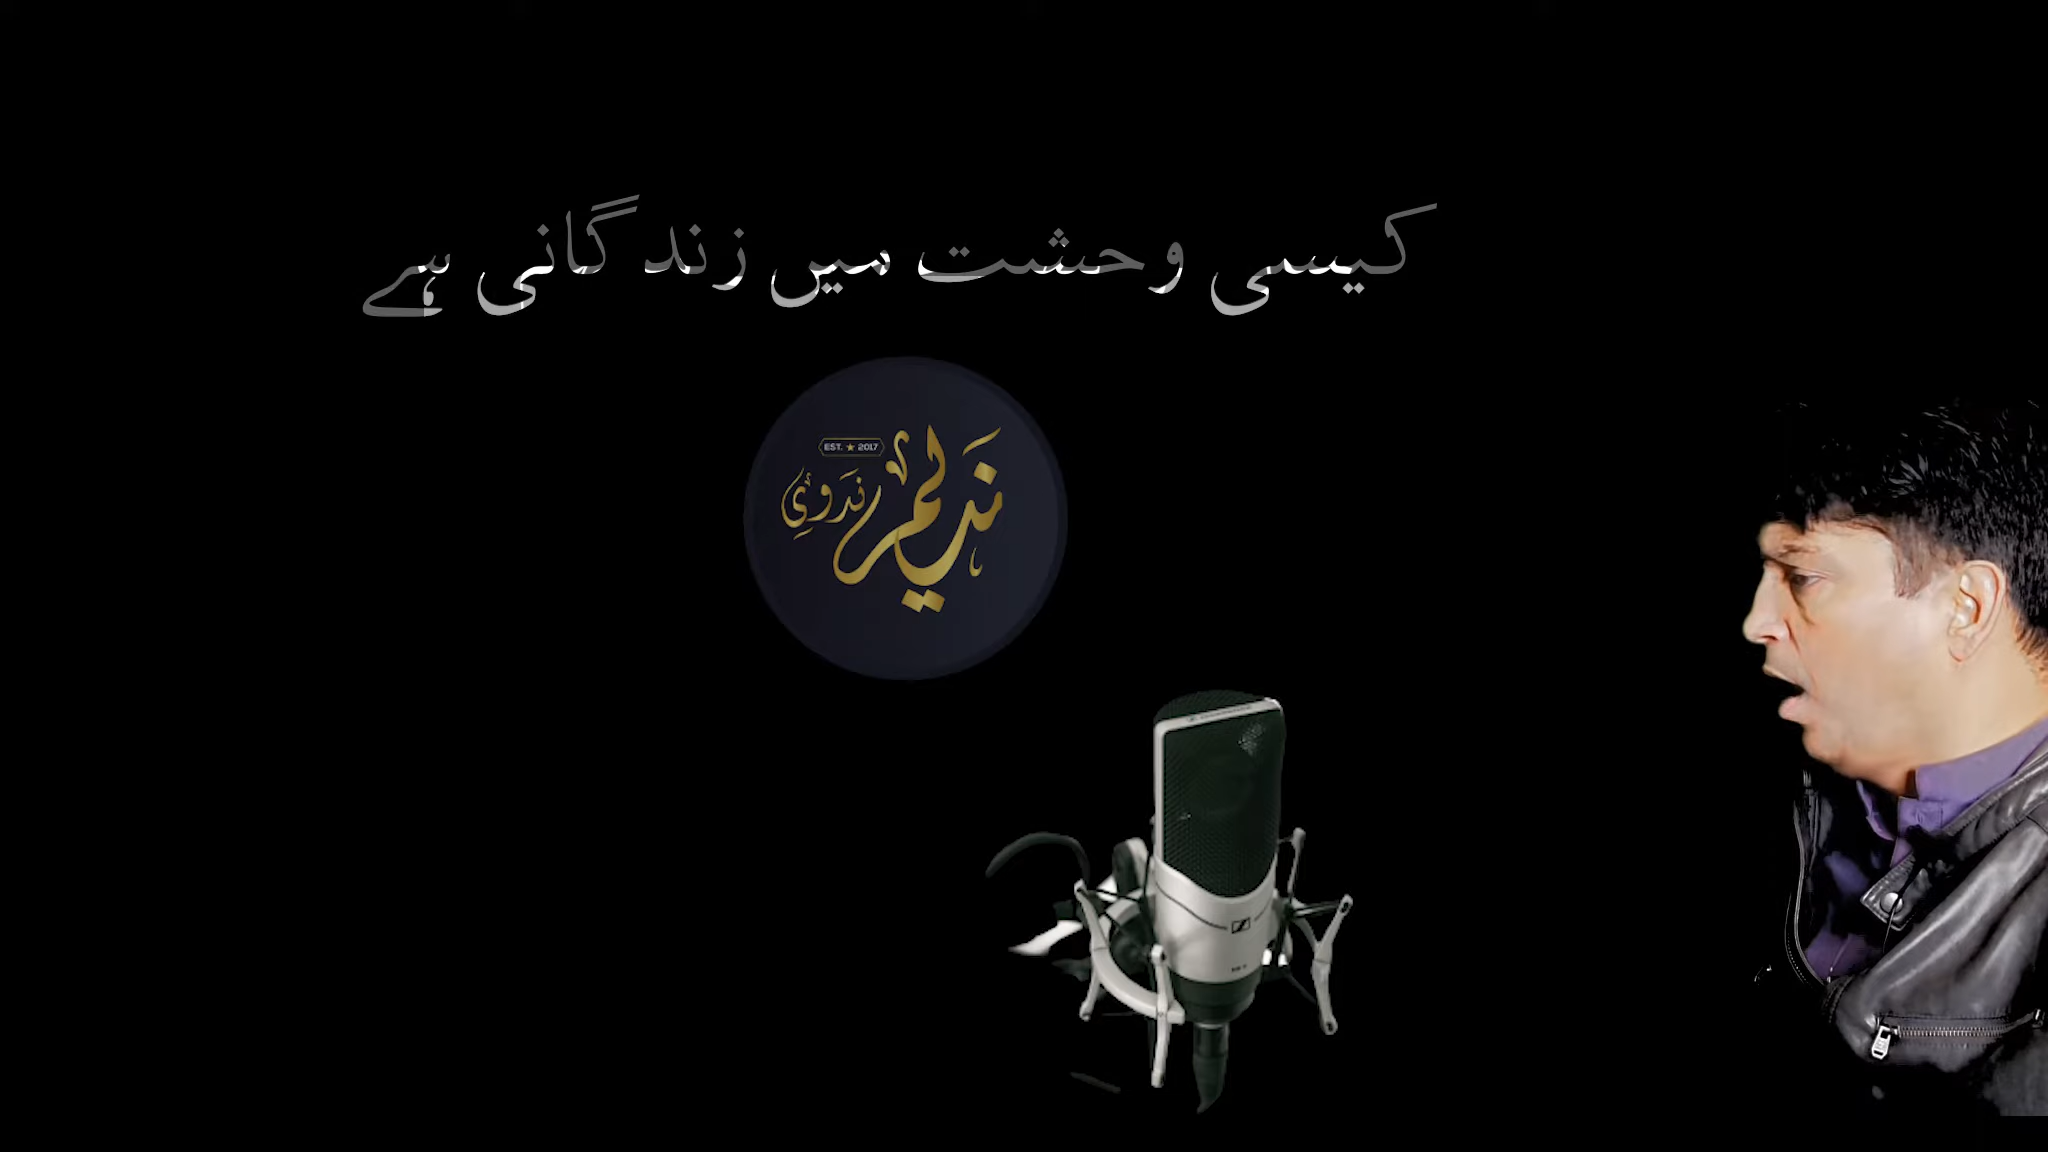 کیسی وحشت میں زندگانی ہے
EST. ★ 2017
ندیم
ندوی